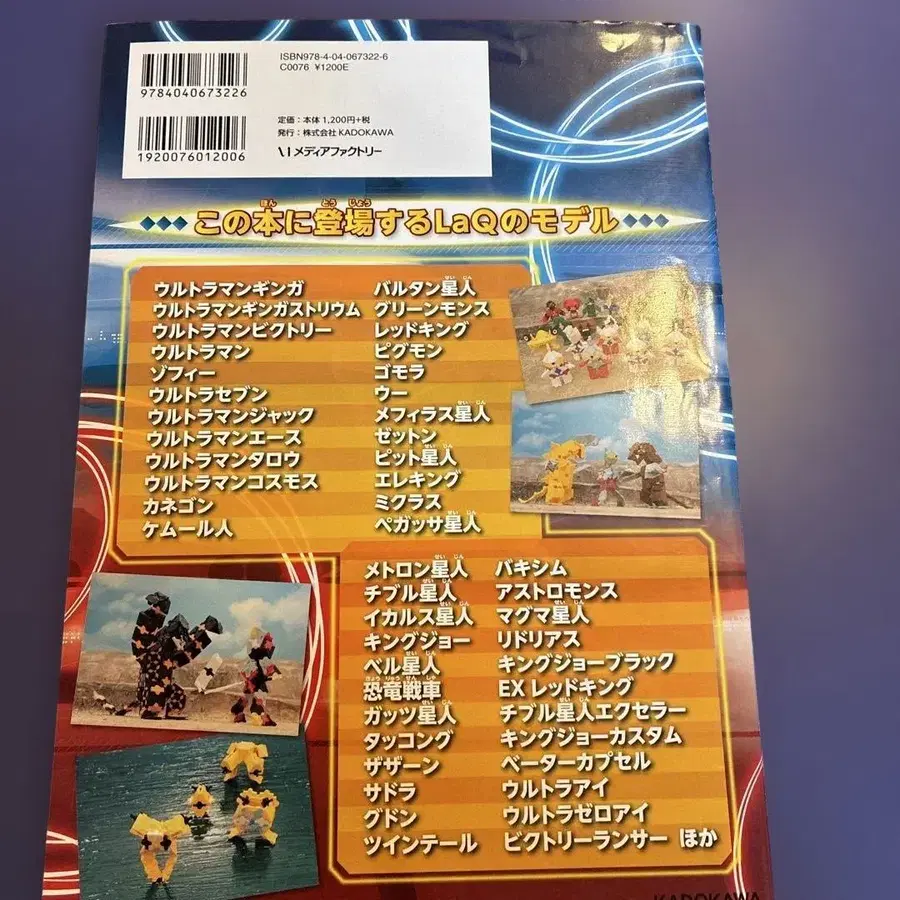 ISBN978-4-04-067322-6
C0076 ¥1200E
9784040673226
定価：本体1,200円+税
発行：株式会社 KADOKAWA
1920076012006
メディアファクトリー
この本に登場するLaQのモデル
ウルトラマンギンガ
ウルトラマンギンガストリウム
ウルトラマンビクトリー
ウルトラマン
ゾフィー
ウルトラセブン
ウルトラマンジャック
ウルトラマンエース
ウルトラマンタロウ
ウルトラマンコスモス
カネゴン
ケムール人
バルタン星人
グリーンモンス
レッドキング
ピグモン
ゴモラ
ウー
メフィラス星人
ゼットン
ピット星人
エレキング
ミクラス
ペガッサ星人
メトロン星人
チブル星人
イカルス星人
キングジョー
ペル星人
恐竜戦車
ガッツ星人
タッコング
ザザーン
サドラ
グドン
ツインテール
バキシム
アストロモンス
マグマ星人
リドリアス
キングジョーブラック
EX レッドキング
チブル星人エクセラー
キングジョーカスタム
ベーターカプセル
ウルトラアイ
ウルトラゼロアイ
ビクトリーランサー ほか
KADOKAWA